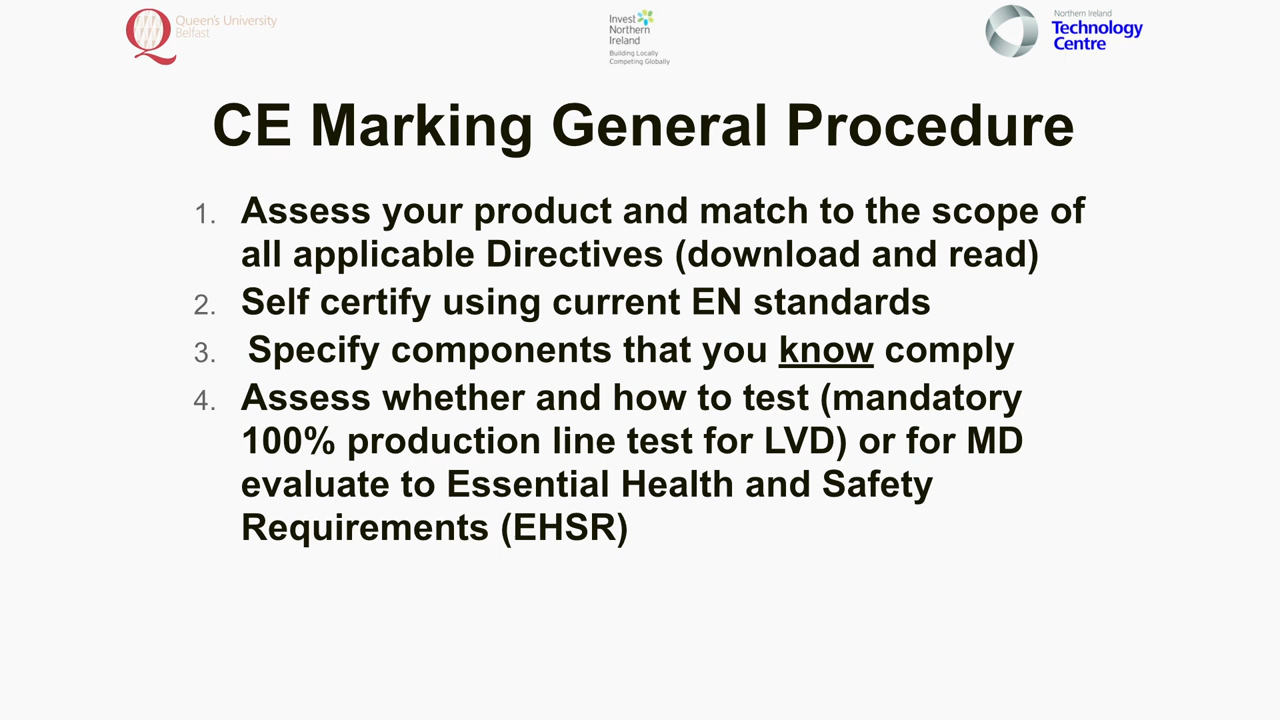 Queen's University
Belfast
Invest
Northern
Ireland
Building Locally
Competing Globally
Northern Ireland
Technology
Centre
CE Marking General Procedure
1. Assess your product and match to the scope of
all applicable Directives (download and read)
2. Self certify using current EN standards
3. Specify components that you know comply
4. Assess whether and how to test (mandatory
100% production line test for LVD) or for MD
evaluate to Essential Health and Safety
Requirements (EHSR)